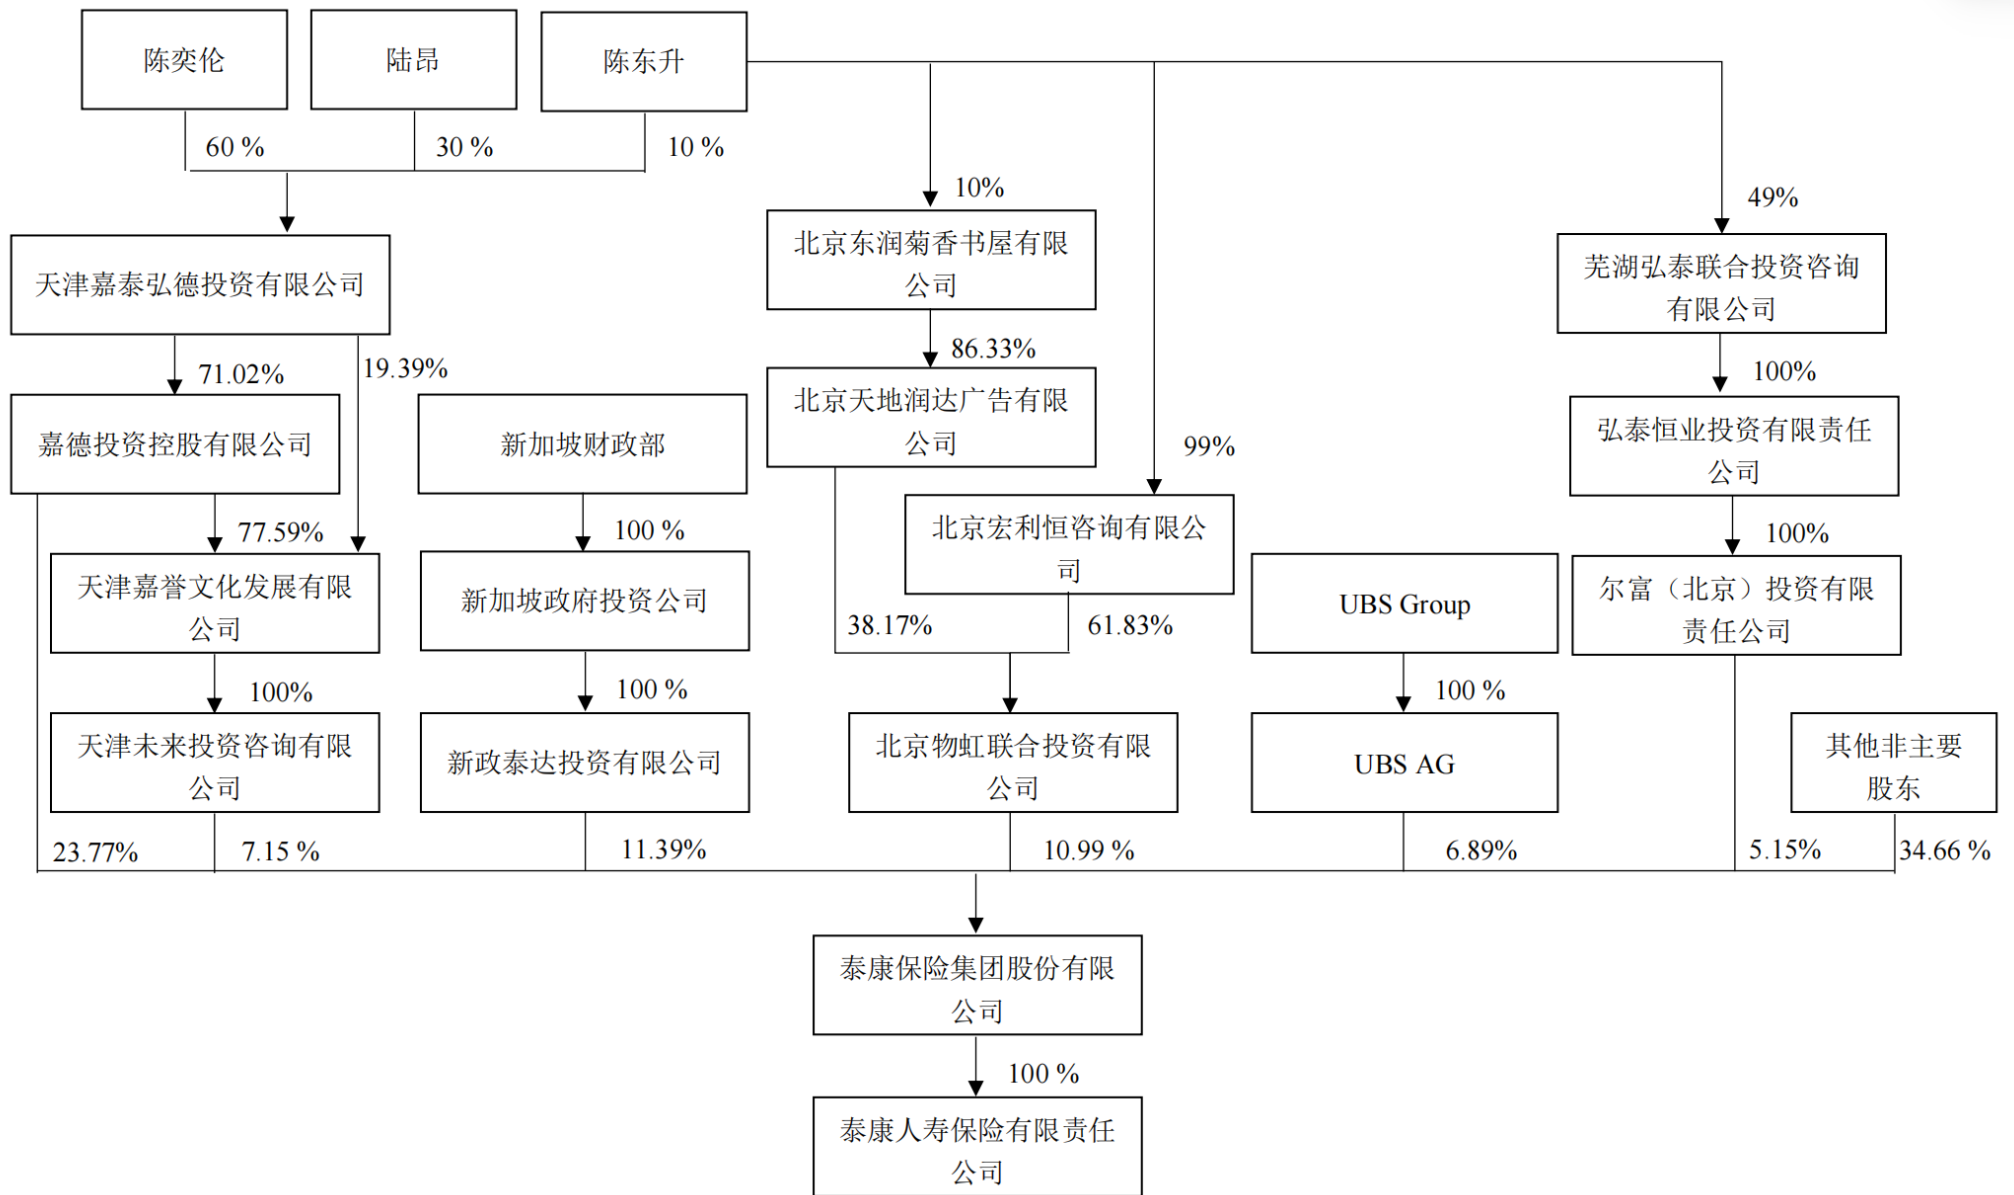 陈奕伦
陆昂
陈东升
60 %
30 %
10 %
10%
49%
天津嘉泰弘德投资有限公司
北京东润菊香书屋有限
公司
芜湖弘泰联合投资咨询
有限公司
71.02%
19.39%
86.33%
100%
嘉德投资控股有限公司
新加坡财政部
北京天地润达广告有限
公司
99%
弘泰恒业投资有限责任
公司
77.59%
100 %
北京宏利恒咨询有限公
司
100%
天津嘉誉文化发展有限
公司
新加坡政府投资公司
38.17%
61.83%
UBS Group
尔富（北京）投资有限
责任公司
100%
100 %
100 %
天津未来投资咨询有限
公司
新政泰达投资有限公司
北京物虹联合投资有限
公司
UBS AG
其他非主要
股东
23.77%
7.15 %
11.39%
10.99 %
6.89%
5.15%
34.66 %
泰康保险集团股份有限
公司
100 %
泰康人寿保险有限责任
公司